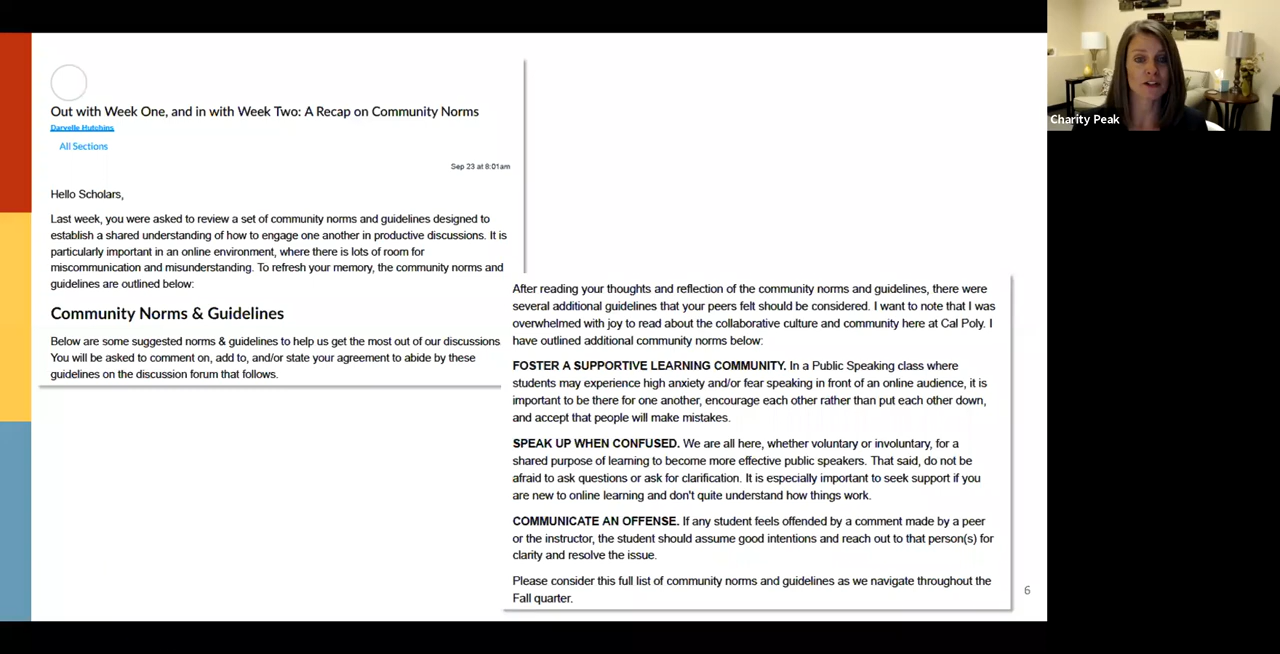 Out with Week One, and in with Week Two: A Recap on Community Norms
Daryelle Hutchins
All Sections
Sep 23 at 8:01am
Hello Scholars,
Last week, you were asked to review a set of community norms and guidelines designed to
establish a shared understanding of how to engage one another in productive discussions. It is
particularly important in an online environment, where there is lots of room for
miscommunication and misunderstanding. To refresh your memory, the community norms and
guidelines are outlined below:
Community Norms & Guidelines
Below are some suggested norms & guidelines to help us get the most out of our discussions
You will be asked to comment on, add to, and/or state your agreement to abide by these
guidelines on the discussion forum that follows.
After reading your thoughts and reflection of the community norms and guidelines, there were
several additional guidelines that your peers felt should be considered. I want to note that I was
overwhelmed with joy to read about the collaborative culture and community here at Cal Poly. I
have outlined additional community norms below:
FOSTER A SUPPORTIVE LEARNING COMMUNITY. In a Public Speaking class where
students may experience high anxiety and/or fear speaking in front of an online audience, it is
important to be there for one another, encourage each other rather than put each other down,
and accept that people will make mistakes.
SPEAK UP WHEN CONFUSED. We are all here, whether voluntary or involuntary, for a
shared purpose of learning to become more effective public speakers. That said, do not be
afraid to ask questions or ask for clarification. It is especially important to seek support if you
are new to online learning and don't quite understand how things work.
COMMUNICATE AN OFFENSE. If any student feels offended by a comment made by a peer
or the instructor, the student should assume good intentions and reach out to that person(s) for
clarity and resolve the issue.
Please consider this full list of community norms and guidelines as we navigate throughout the
Fall quarter.
6
Charity Peak